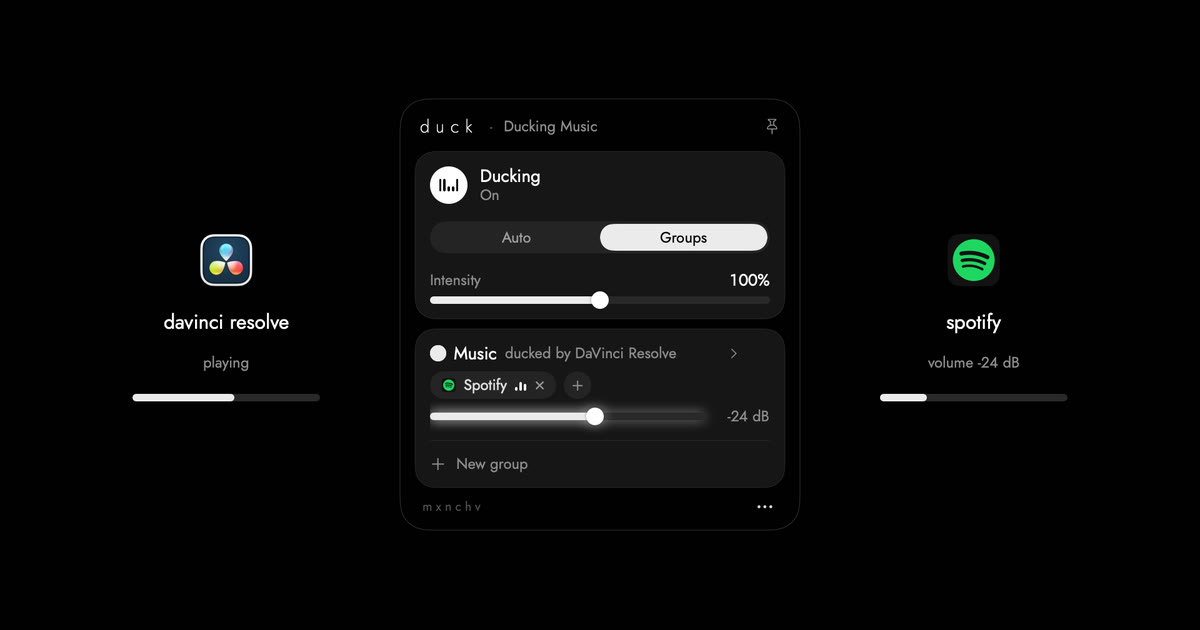 duck · Ducking Music
Ducking
On
Auto Groups
Intensity 100%
Music ducked by DaVinci Resolve
Spotify
-24 dB
New group
mxnchv
davinci resolve
playing
spotify
volume -24 dB